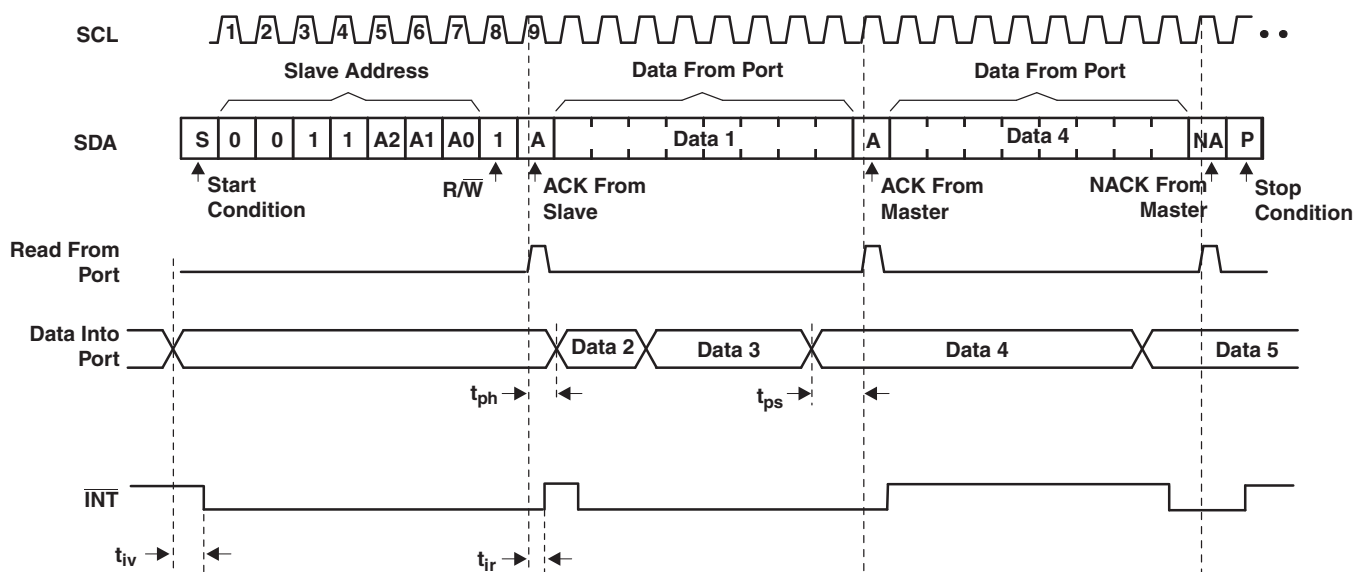 SCL
1 2 3 4 5 6 7 8 9
Slave Address
Data From Port
Data From Port
SDA
S 0 0 1 1 A2 A1 A0 1 A Data 1 A Data 4 NA P
Start
Condition
R/W
ACK From
Slave
ACK From
Master
NACK From
Master
Stop
Condition
Read From
Port
Data Into
Port
Data 2
Data 3
Data 4
Data 5
tph
tps
INT
tiv
tir